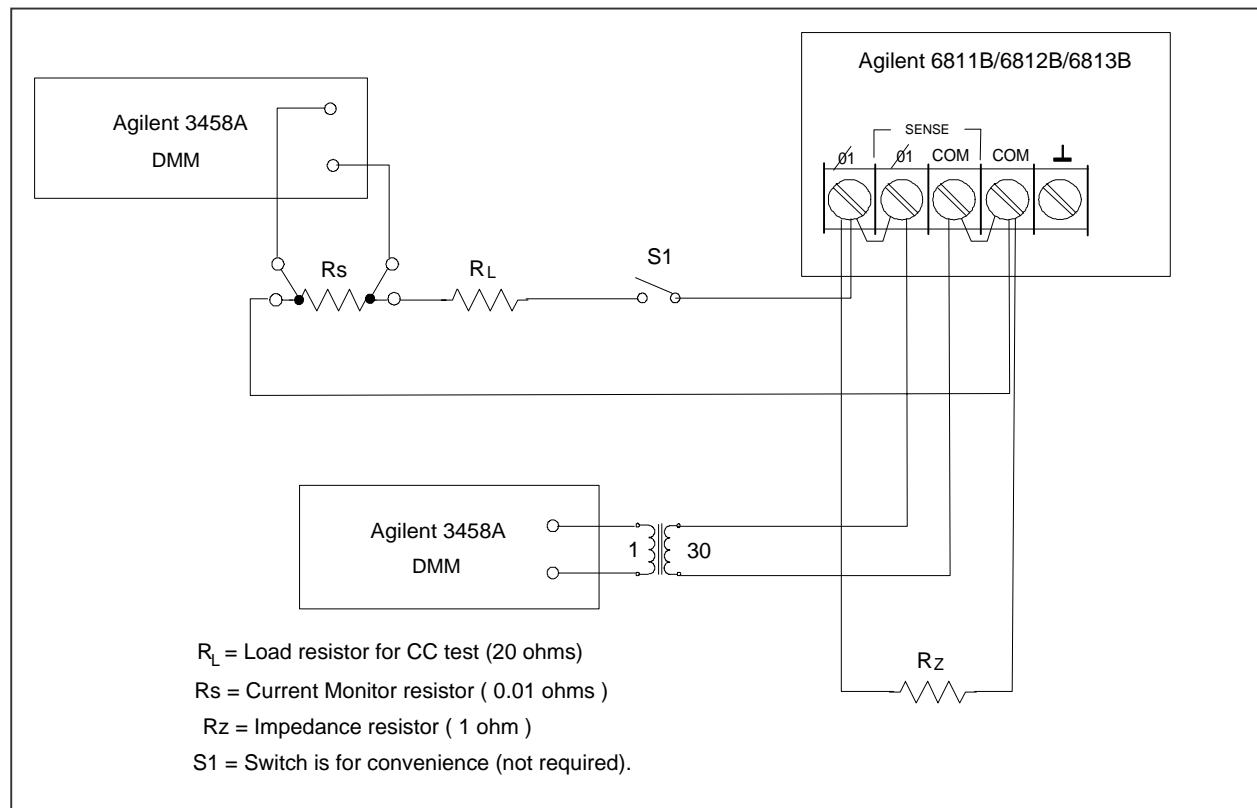 Agilent 6811B/6812B/6813B
Agilent 3458A
DMM
SENSE
01 01 COM COM
Rs
RL
S1
Agilent 3458A
DMM
1
30
Rz
RL = Load resistor for CC test (20 ohms)
Rs = Current Monitor resistor ( 0.01 ohms )
Rz = Impedance resistor ( 1 ohm )
S1 = Switch is for convenience (not required).